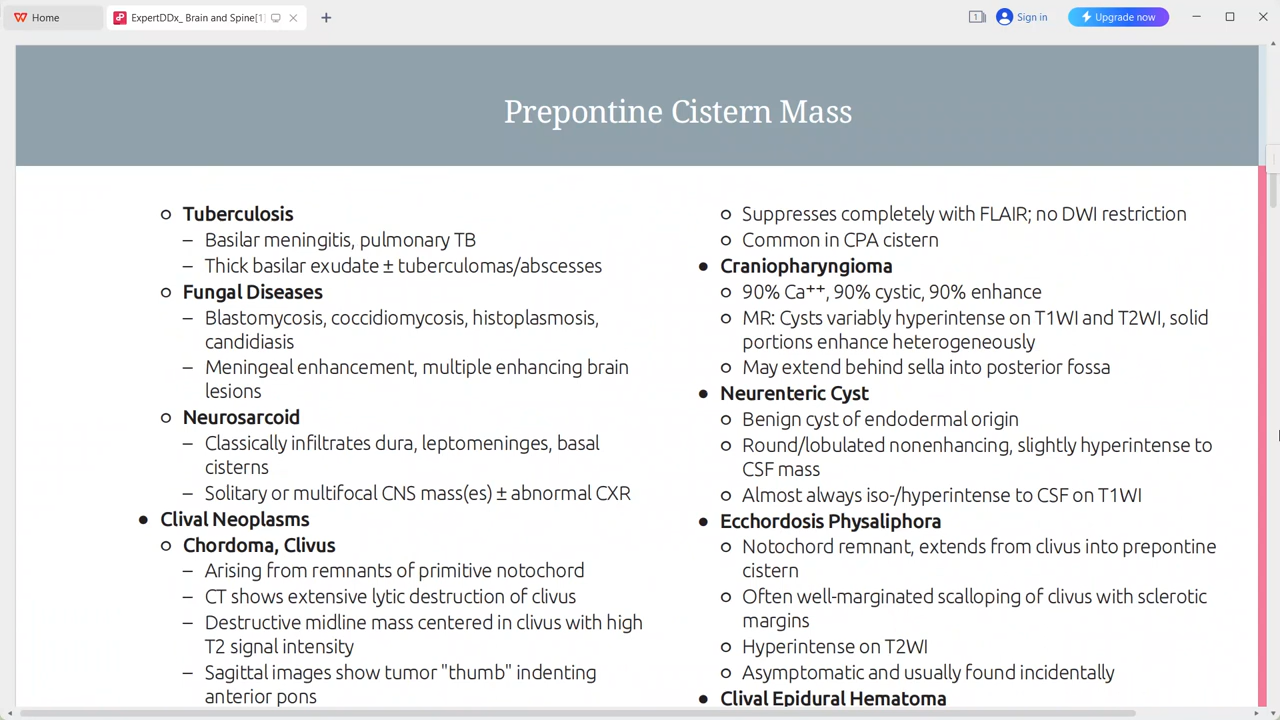 Home
ExpertDDx_ Brain and Spine[1]
1
Sign in
Upgrade now
Prepontine Cistern Mass
○ Tuberculosis
– Basilar meningitis, pulmonary TB
– Thick basilar exudate ± tuberculomas/abscesses
○ Fungal Diseases
– Blastomycosis, coccidiomycosis, histoplasmosis,
candidiasis
– Meningeal enhancement, multiple enhancing brain
lesions
○ Neurosarcoid
– Classically infiltrates dura, leptomeninges, basal
cisterns
– Solitary or multifocal CNS mass(es) ± abnormal CXR
● Clival Neoplasms
○ Chordoma, Clivus
– Arising from remnants of primitive notochord
– CT shows extensive lytic destruction of clivus
– Destructive midline mass centered in clivus with high
T2 signal intensity
– Sagittal images show tumor "thumb" indenting
anterior pons
○ Suppresses completely with FLAIR; no DWI restriction
○ Common in CPA cistern
● Craniopharyngioma
○ 90% Ca⁺⁺, 90% cystic, 90% enhance
○ MR: Cysts variably hyperintense on T1WI and T2WI, solid
portions enhance heterogeneously
○ May extend behind sella into posterior fossa
● Neurenteric Cyst
○ Benign cyst of endodermal origin
○ Round/lobulated nonenhancing, slightly hyperintense to
CSF mass
○ Almost always iso-/hyperintense to CSF on T1WI
● Ecchordosis Physaliphora
○ Notochord remnant, extends from clivus into prepontine
cistern
○ Often well-marginated scalloping of clivus with sclerotic
margins
○ Hyperintense on T2WI
○ Asymptomatic and usually found incidentally
● Clival Epidural Hematoma